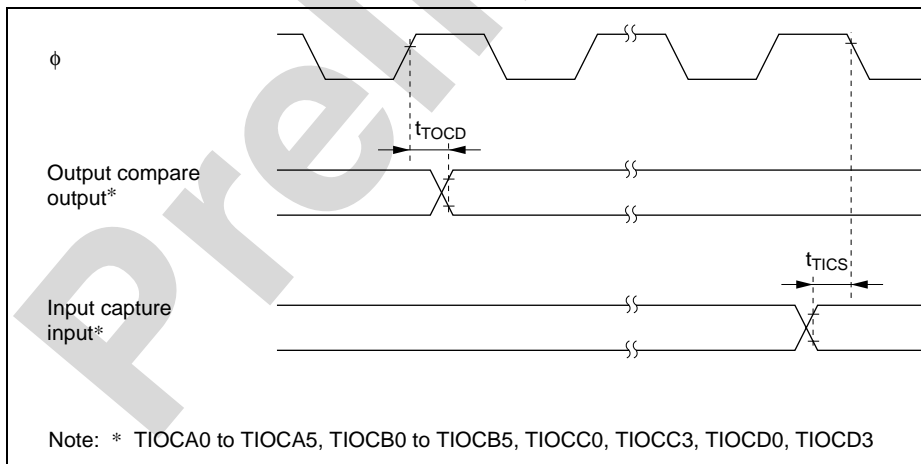 ϕ
tTOCD
Output compare
output*
tTICS
Input capture
input*
Note: * TIOCA0 to TIOCA5, TIOCB0 to TIOCB5, TIOCC0, TIOCC3, TIOCD0, TIOCD3